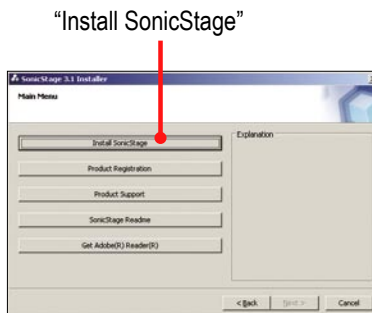 “Install SonicStage”
SonicStage 3.1 Installer
Main Menu
Install SonicStage
Product Registration
Product Support
SonicStage Readme
Get Adobe(R) Reader(R)
Explanation
< Back Next > Cancel